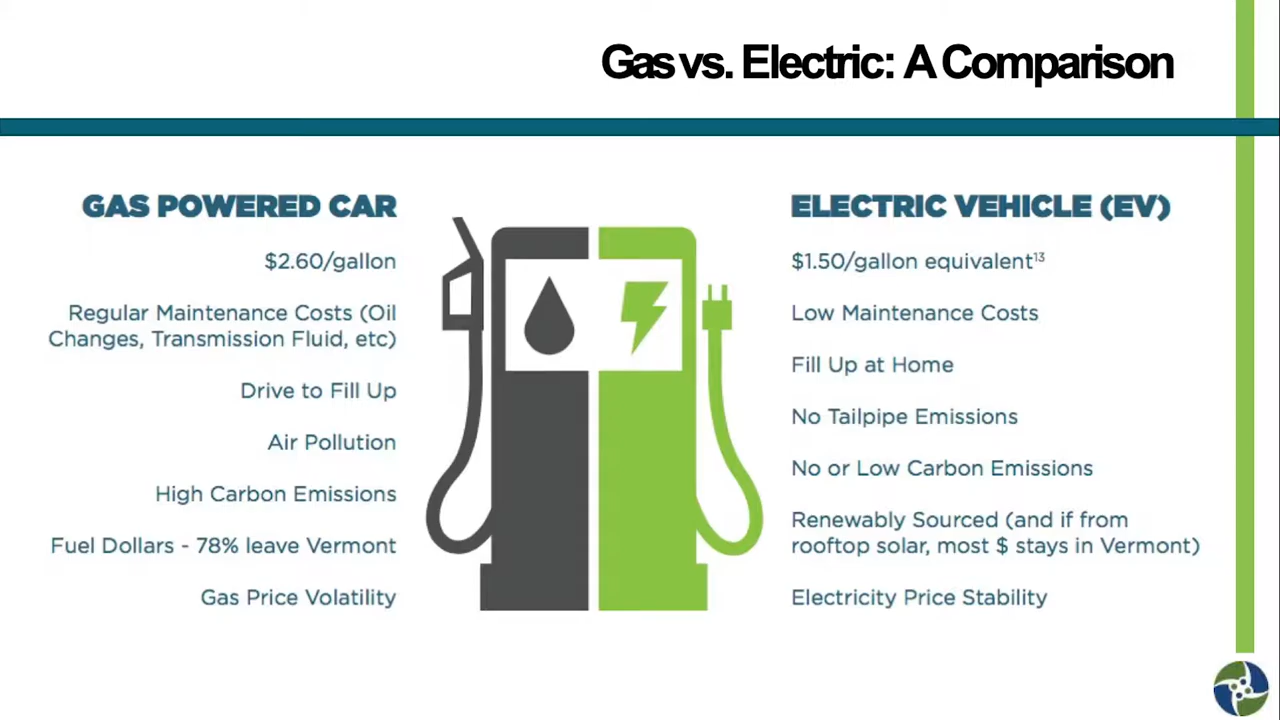 Gas vs. Electric: A Comparison
GAS POWERED CAR
$2.60/gallon
Regular Maintenance Costs (Oil
Changes, Transmission Fluid, etc)
Drive to Fill Up
Air Pollution
High Carbon Emissions
Fuel Dollars - 78% leave Vermont
Gas Price Volatility
ELECTRIC VEHICLE (EV)
$1.50/gallon equivalent¹³
Low Maintenance Costs
Fill Up at Home
No Tailpipe Emissions
No or Low Carbon Emissions
Renewably Sourced (and if from
rooftop solar, most $ stays in Vermont)
Electricity Price Stability